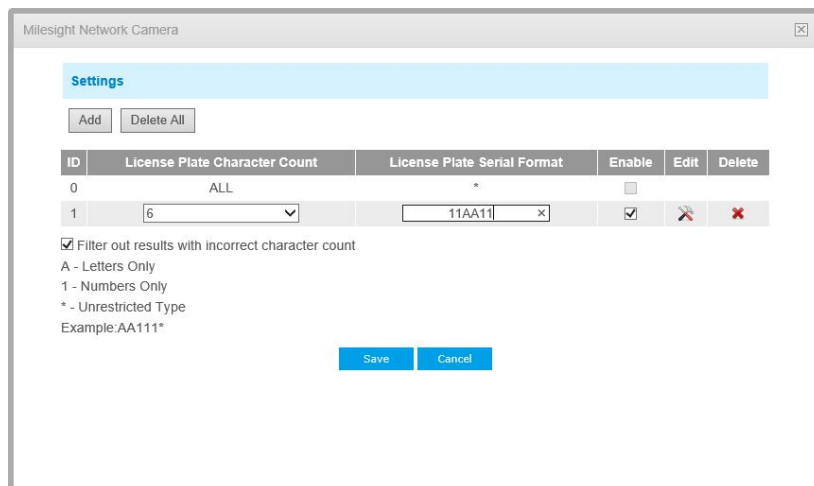 Milesight Network Camera
Settings
Add Delete All
ID License Plate Character Count License Plate Serial Format Enable Edit Delete
0 ALL *
1 6 11AA11
Filter out results with incorrect character count
A - Letters Only
1 - Numbers Only
* - Unrestricted Type
Example:AA111*
Save Cancel